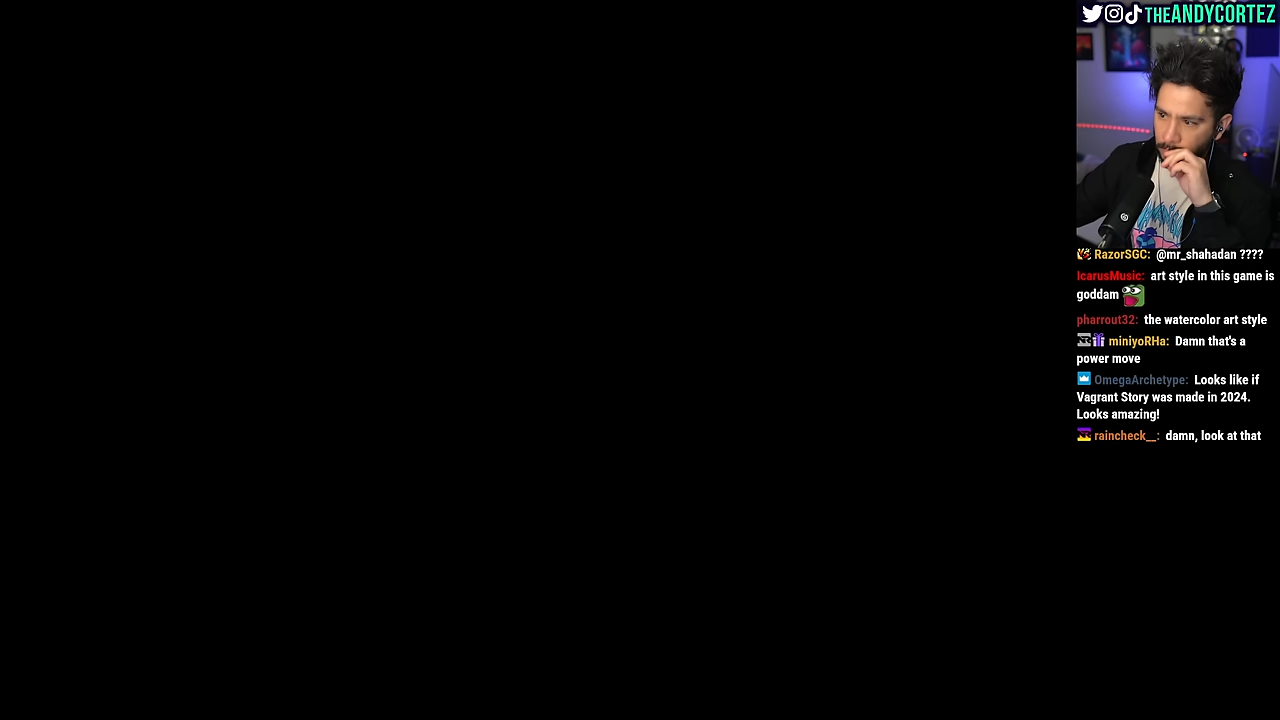 THEANDYCORTEZ
RazorSGC: @mr_shahadan ????
IcarusMusic: art style in this game is
goddam
pharrout32: the watercolor art style
miniyoRHa: Damn that's a
power move
OmegaArchetype: Looks like if
Vagrant Story was made in 2024.
Looks amazing!
raincheck__: damn, look at that